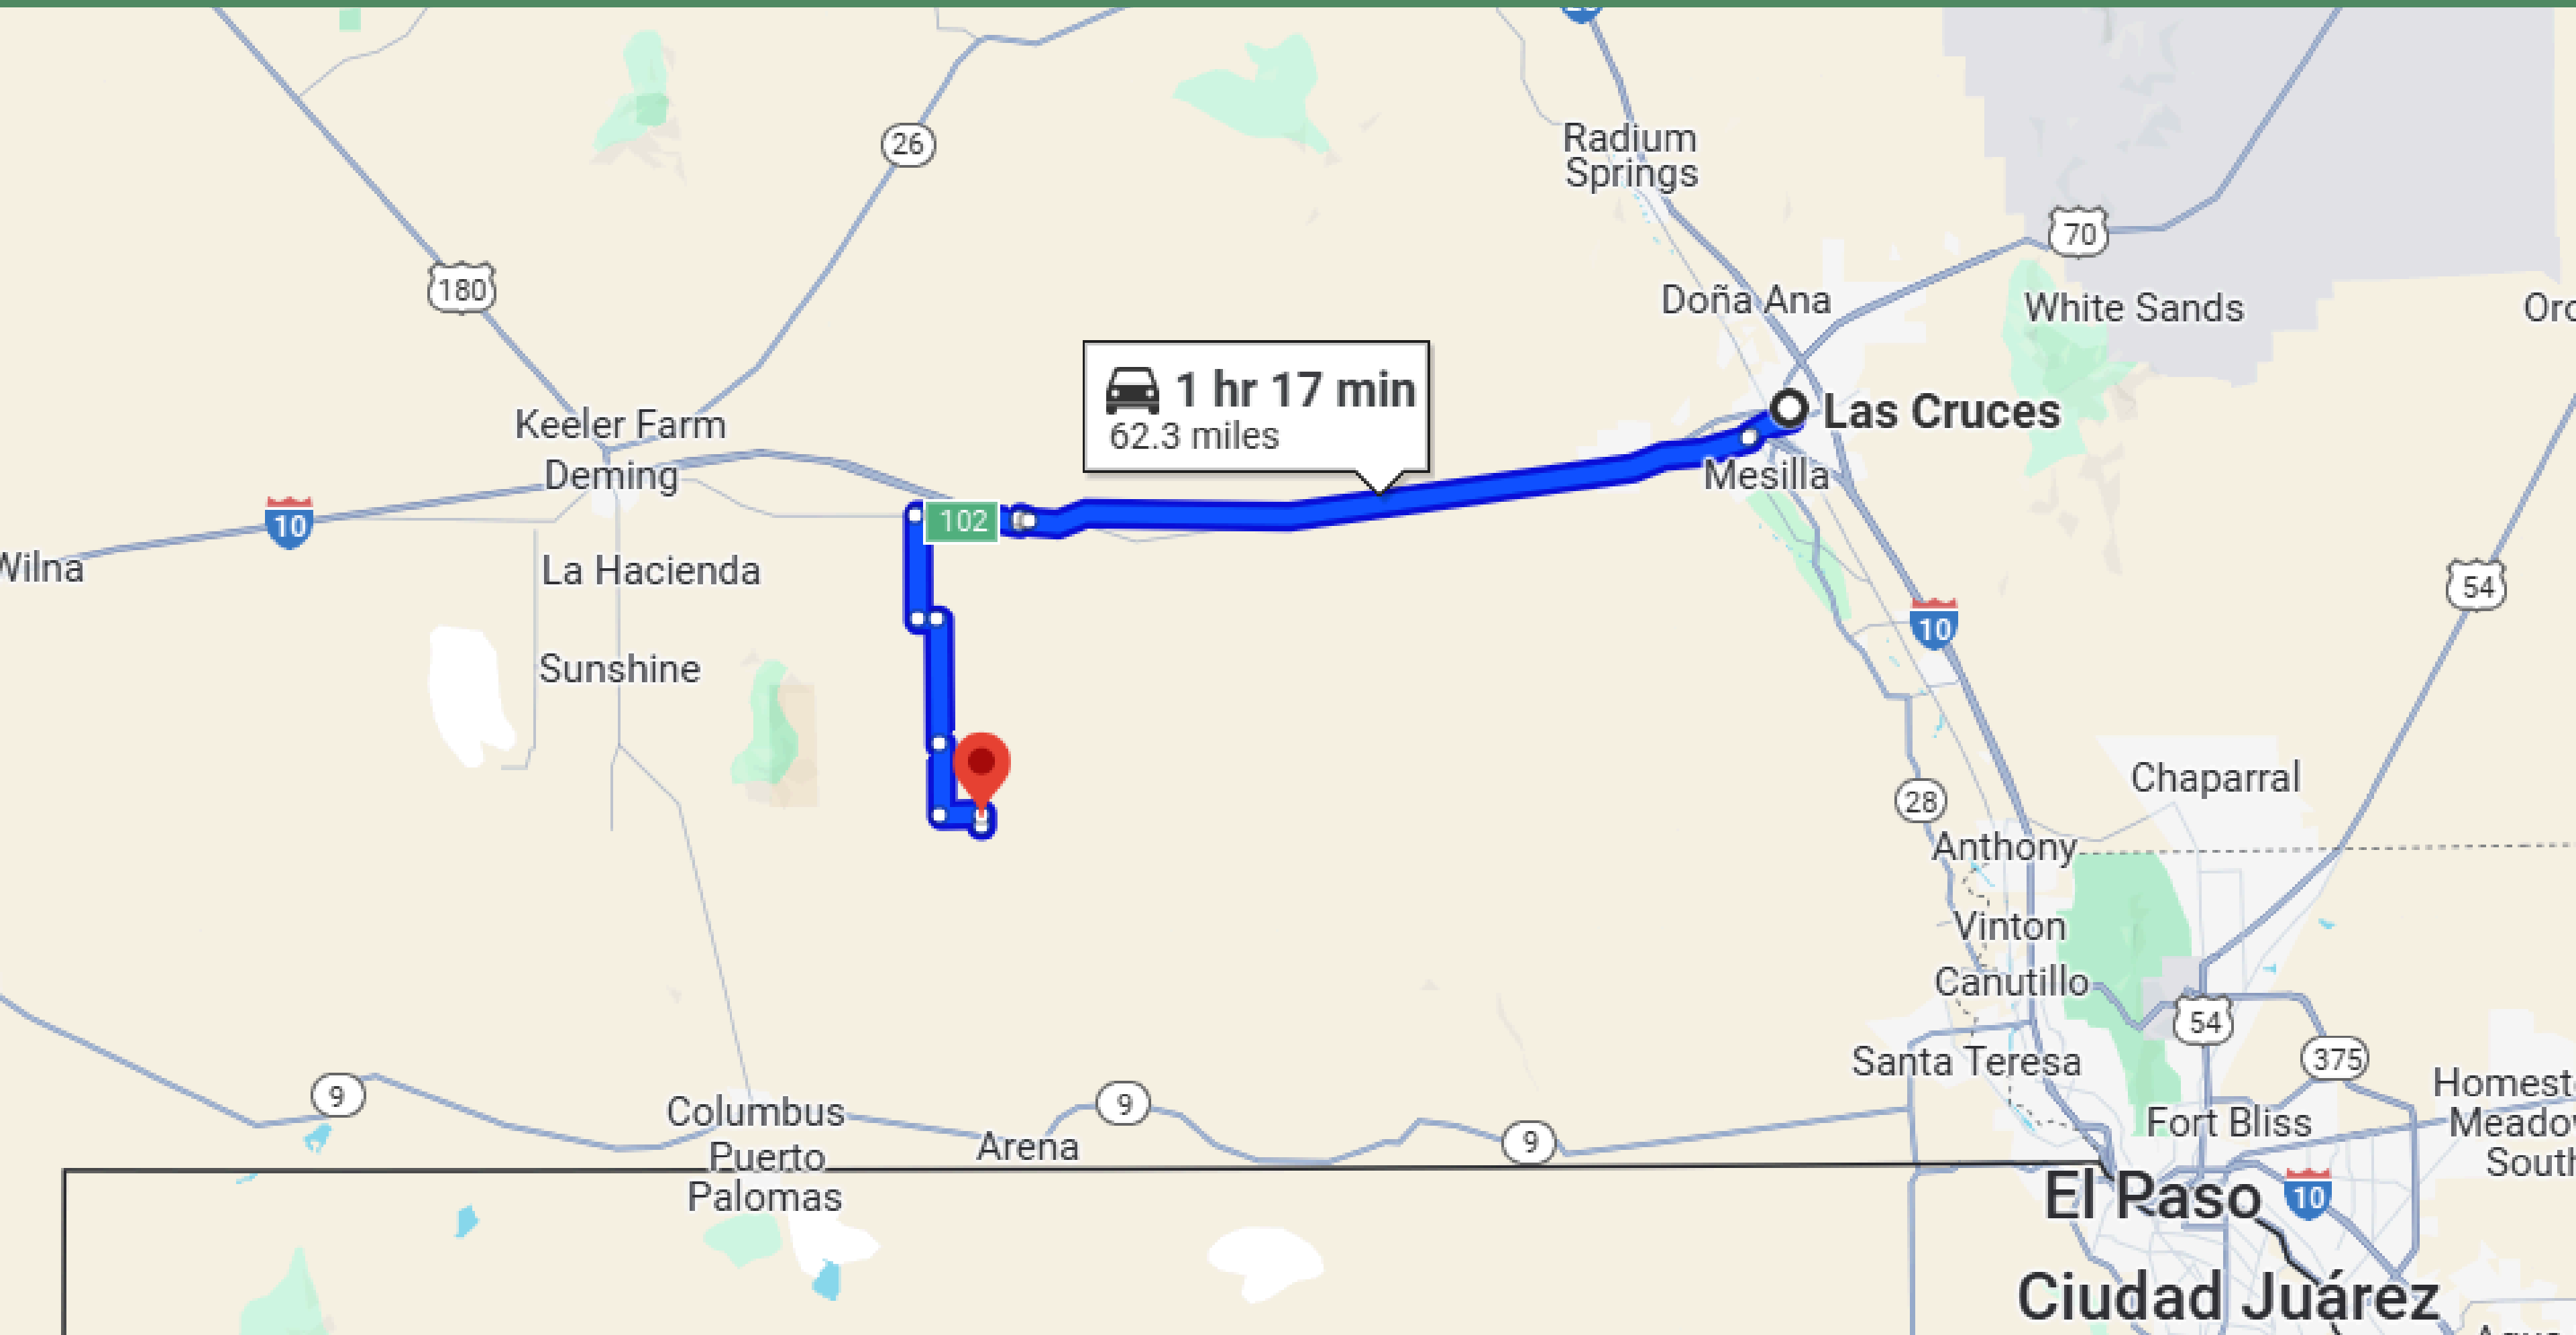 26
Radium
Springs
70
180
Doña Ana
White Sands
1 hr 17 min
62.3 miles
Keeler Farm
Las Cruces
Deming
Mesilla
10
102
Wilna
La Hacienda
54
10
Sunshine
Chaparral
28
Anthony
Vinton
Canutillo
54
375
Santa Teresa
9
9
Columbus
Arena
9
Fort Bliss
Puerto
Palomas
El Paso
10
Ciudad Juárez